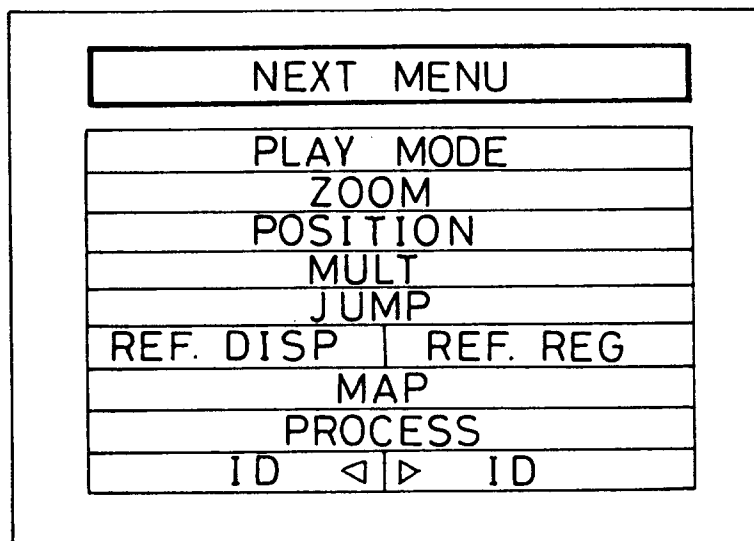 NEXT MENU
PLAY MODE
ZOOM
POSITION
MULT
JUMP
REF. DISP REF. REG
MAP
PROCESS
ID ◁ ▷ ID